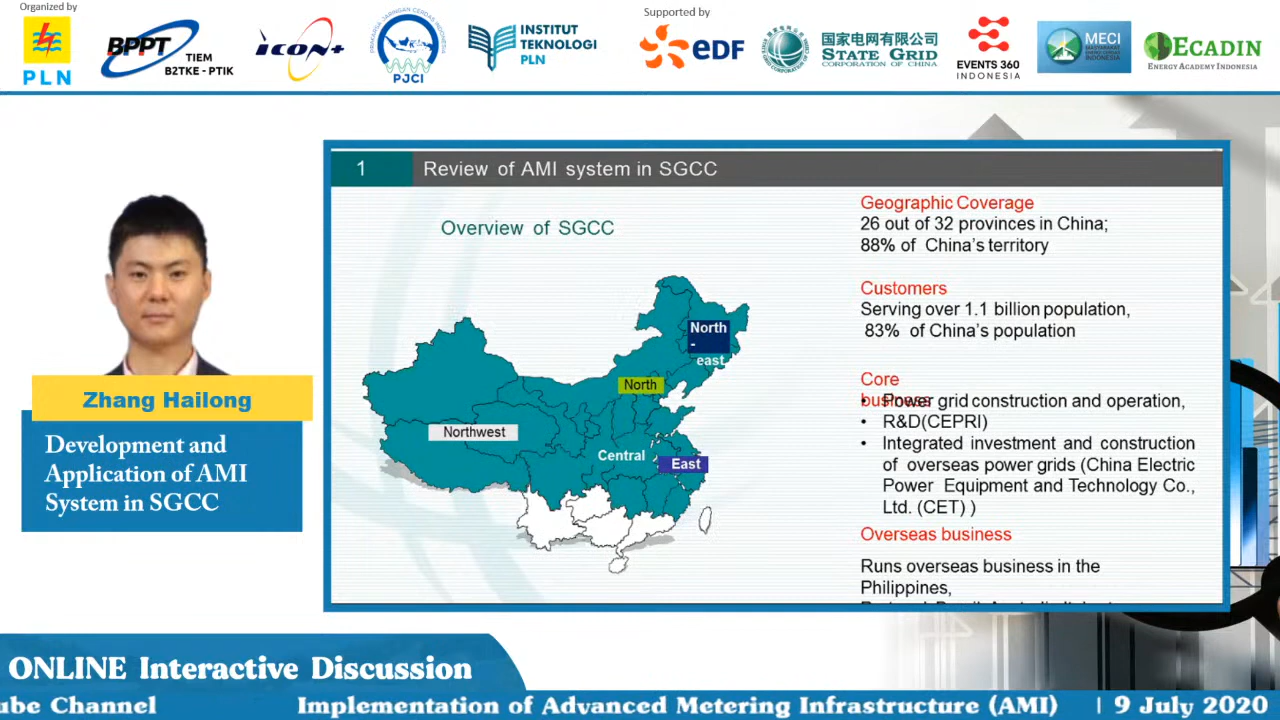 Organized by
Supported by
PLN
BPPT
TIEM
B2TKE - PTIK
icon+
PRAKARSA JARINGAN CERDAS INDONESIA
PJCI
INSTITUT
TEKNOLOGI
PLN
eDF
国家电网有限公司
STATE GRID
CORPORATION OF CHINA
EVENTS 360
INDONESIA
MECI
ECADIN
ENERGY ACADEMY INDONESIA
1
Review of AMI system in SGCC
Overview of SGCC
North
-
east
North
Northwest
Central
East
Geographic Coverage
26 out of 32 provinces in China;
88% of China's territory
Customers
Serving over 1.1 billion population,
83% of China's population
Core
business
• Power grid construction and operation,
• R&D(CEPRI)
• Integrated investment and construction
of overseas power grids (China Electric
Power Equipment and Technology Co.,
Ltd. (CET) )
Overseas business
Runs overseas business in the
Philippines,
Zhang Hailong
Development and
Application of AMI
System in SGCC
ONLINE Interactive Discussion
ube Channel
Implementation of Advanced Metering Infrastructure (AMI) | 9 July 2020